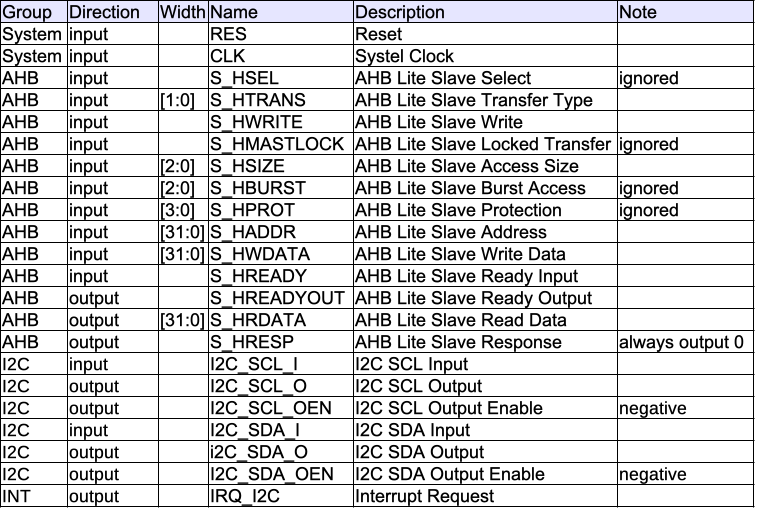 Group Direction Width Name Description Note
System input RES Reset
System input CLK Systel Clock
AHB input S_HSEL AHB Lite Slave Select ignored
AHB input [1:0] S_HTRANS AHB Lite Slave Transfer Type
AHB input S_HWRITE AHB Lite Slave Write
AHB input S_HMASTLOCK AHB Lite Slave Locked Transfer ignored
AHB input [2:0] S_HSIZE AHB Lite Slave Access Size
AHB input [2:0] S_HBURST AHB Lite Slave Burst Access ignored
AHB input [3:0] S_HPROT AHB Lite Slave Protection ignored
AHB input [31:0] S_HADDR AHB Lite Slave Address
AHB input [31:0] S_HWDATA AHB Lite Slave Write Data
AHB input S_HREADY AHB Lite Slave Ready Input
AHB output S_HREADYOUT AHB Lite Slave Ready Output
AHB output [31:0] S_HRDATA AHB Lite Slave Read Data
AHB output S_HRESP AHB Lite Slave Response always output 0
I2C input I2C_SCL_I I2C SCL Input
I2C output I2C_SCL_O I2C SCL Output
I2C output I2C_SCL_OEN I2C SCL Output Enable negative
I2C input I2C_SDA_I I2C SDA Input
I2C output i2C_SDA_O I2C SDA Output
I2C output I2C_SDA_OEN I2C SDA Output Enable negative
INT output IRQ_I2C Interrupt Request